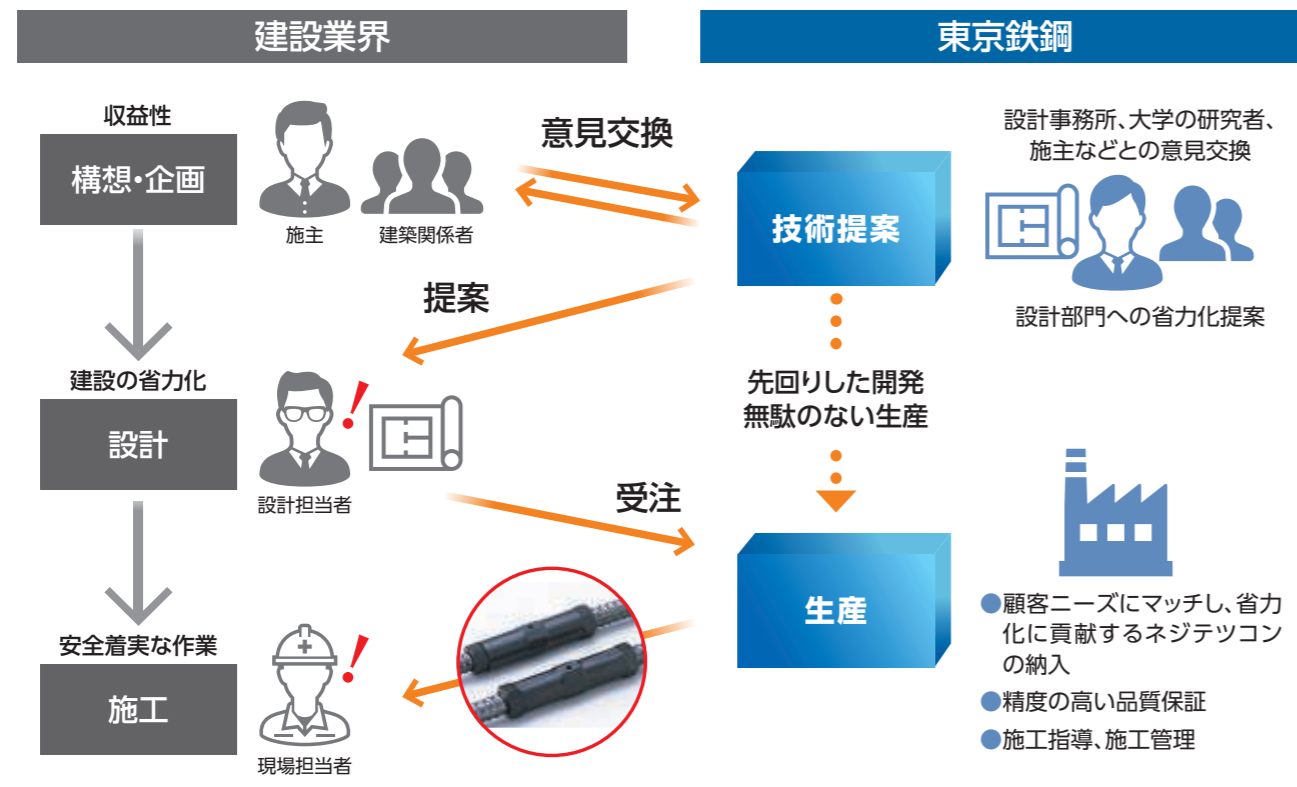 建設業界
東京鉄鋼
収益性
構想・企画
施主
建築関係者
意見交換
技術提案
設計事務所、大学の研究者、
施主などとの意見交換
設計部門への省力化提案
提案
建設の省力化
設計
設計担当者
先回りした開発
無駄のない生産
受注
生産
●顧客ニーズにマッチし、省力
化に貢献するネジテツコン
の納入
●精度の高い品質保証
●施工指導、施工管理
安全着実な作業
施工
現場担当者